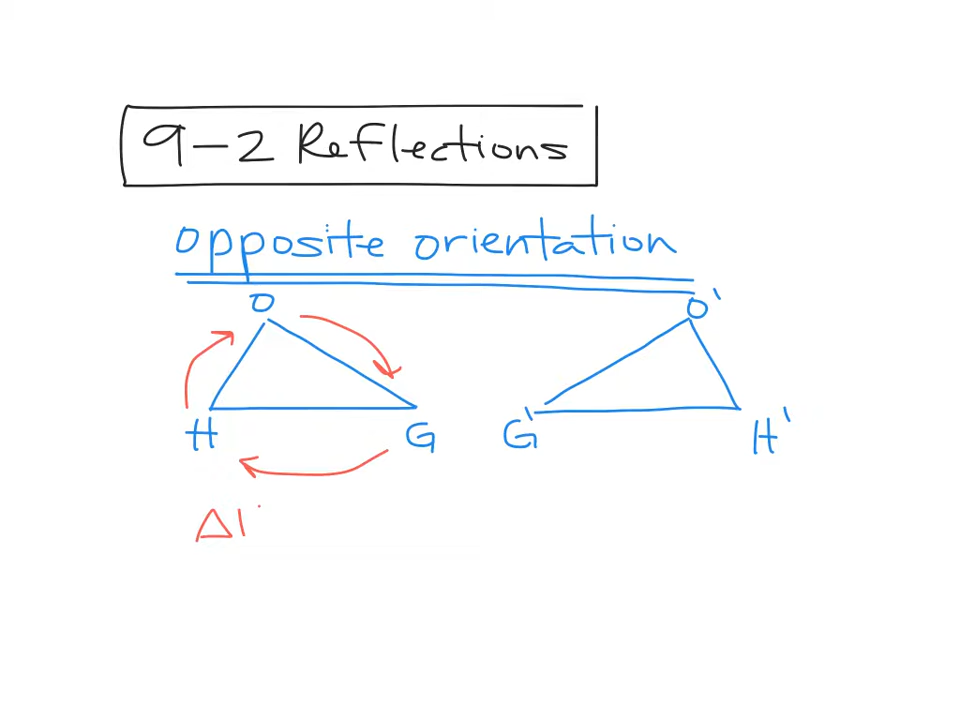 9-2 Reflections
opposite orientation
O O'
H G G' H'